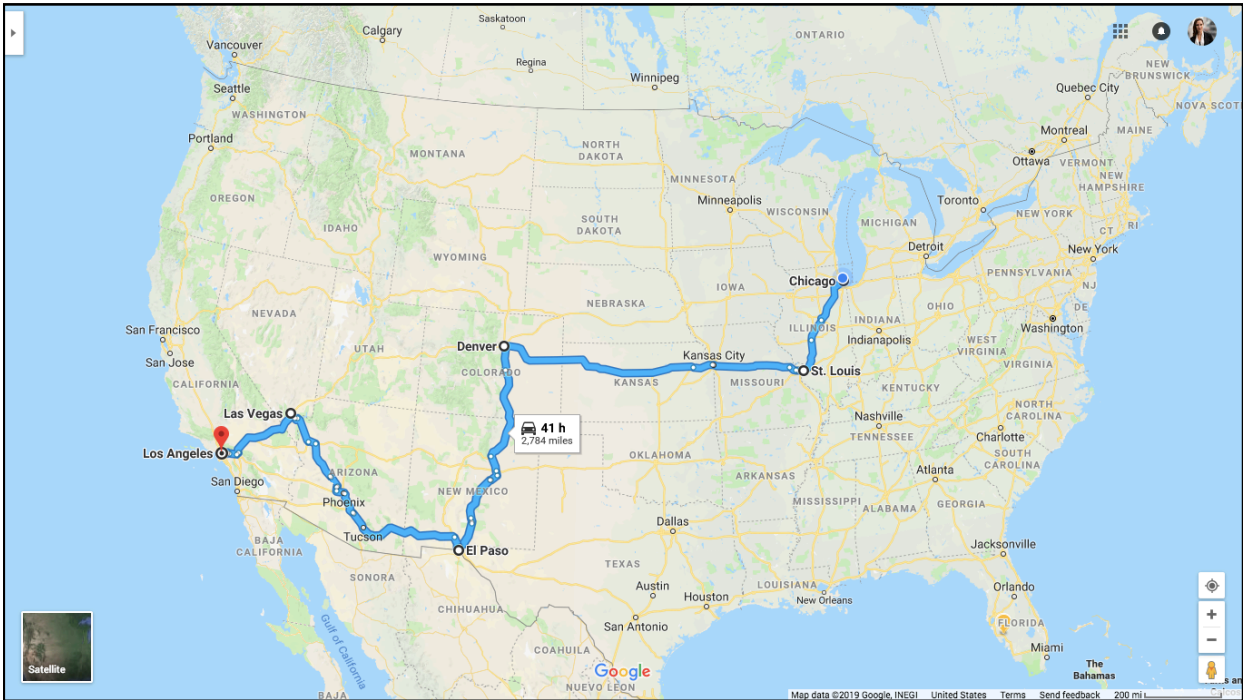 Saskatoon
Calgary
ONTARIO
Vancouver
Regina
Winnipeg
NEW
BRUNSWICK
Seattle
Quebec City
WASHINGTON
NOVA SCOTI
Portland
Montreal
MAINE
MONTANA
NORTH
DAKOTA
Ottawa
VERMONT
MINNESOTA
NEW
HAMPSHIRE
OREGON
Minneapolis
WISCONSIN
Toronto
IDAHO
SOUTH
DAKOTA
MICHIGAN
NEW YORK
CT
RI
Detroit
New York
WYOMING
PENNSYLVANIA
Chicago
IOWA
NJ
NEBRASKA
OHIO
DE
NEVADA
ILLINOIS
INDIANA
Washington
San Francisco
Indianapolis
UTAH
Denver
Kansas City
WEST
VIRGINIA
San Jose
COLORADO
St. Louis
VIRGINIA
CALIFORNIA
KANSAS
MISSOURI
KENTUCKY
Las Vegas
NORTH
CAROLINA
41 h
2,784 miles
Nashville
TENNESSEE
Charlotte
Los Angeles
OKLAHOMA
SOUTH
CAROLINA
ARIZONA
ARKANSAS
Atlanta
San Diego
NEW MEXICO
Phoenix
MISSISSIPPI
ALABAMA
GEORGIA
Dallas
Tucson
BAJA
CALIFORNIA
El Paso
Jacksonville
TEXAS
SONORA
Austin
LOUISIANA
Orlando
Houston
New Orleans
CHIHUAHUA
San Antonio
FLORIDA
Gulf of California
COAHUILA
Miami
Satellite
Google
The
Bahamas
NUEVO LEON
BAJA
Map data ©2019 Google, INEGI United States Terms Send feedback 200 mi